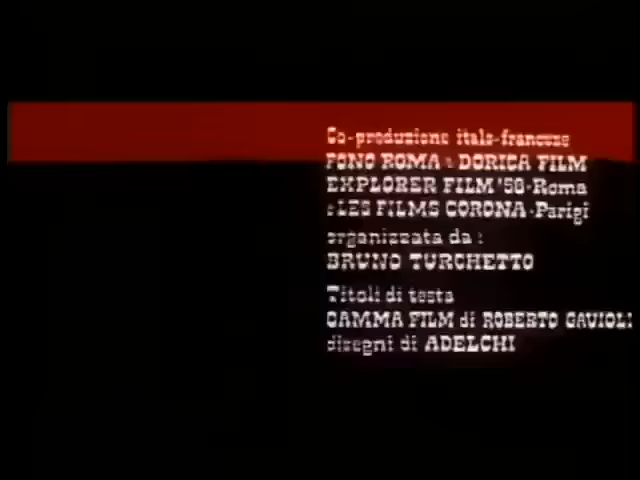 Co-produzione italo-francese
FONO ROMA e DORICA FILM
EXPLORER FILM '58-Roma
e LES FILMS CORONA-Parigi
organizzata da :
BRUNO TURCHETTO
Titoli di testa
GAMMA FILM di ROBERTO GAVIOLI
disegni di ADELCHI